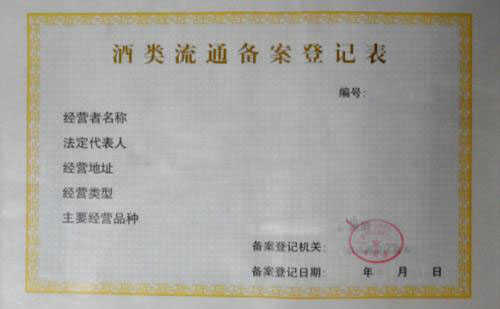 酒类流通备案登记表
编号:
经营者名称
法定代表人
经营地址
经营类型
主要经营品种
备案登记机关:
备案登记日期: 年 月 日